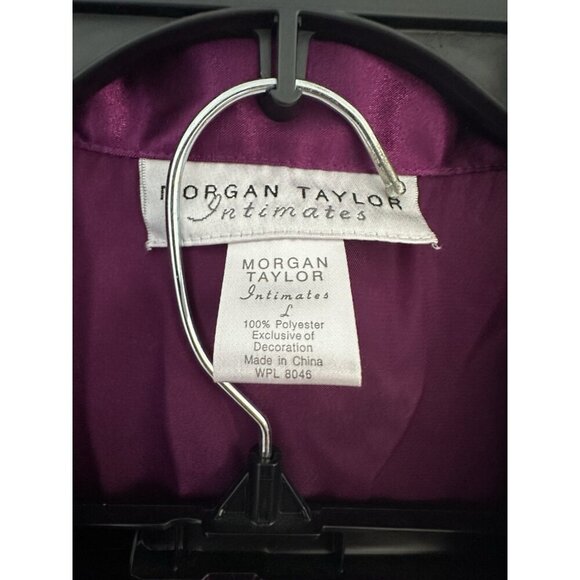 MORGAN TAYLOR
Intimates
MORGAN
TAYLOR
Intimates
L
100% Polyester
Exclusive of
Decoration
Made in China
WPL 8046